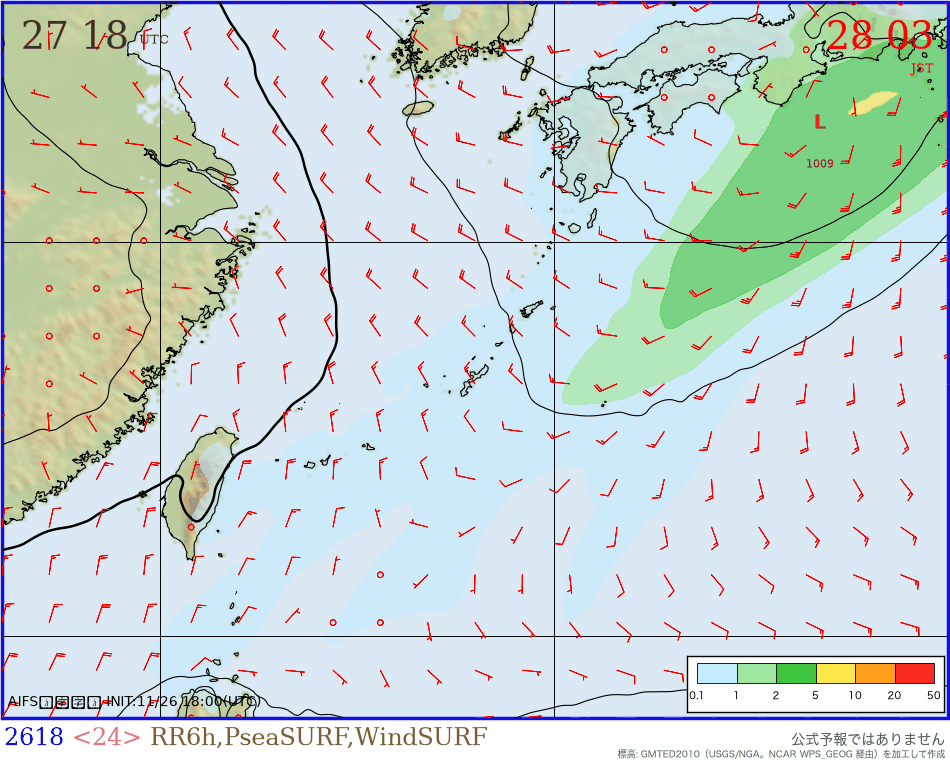 27 18 UTC
28 03
JST
L
1009
0.1 1 2 5 10 20 50
AIFS INIT:11/26 18:00(UTC)
2618 <24> RR6h,PseaSURF,WindSURF
公式予報ではありません
標高: GMTED2010（USGS/NGA。NCAR WPS_GEOG 経由）を加工して作成